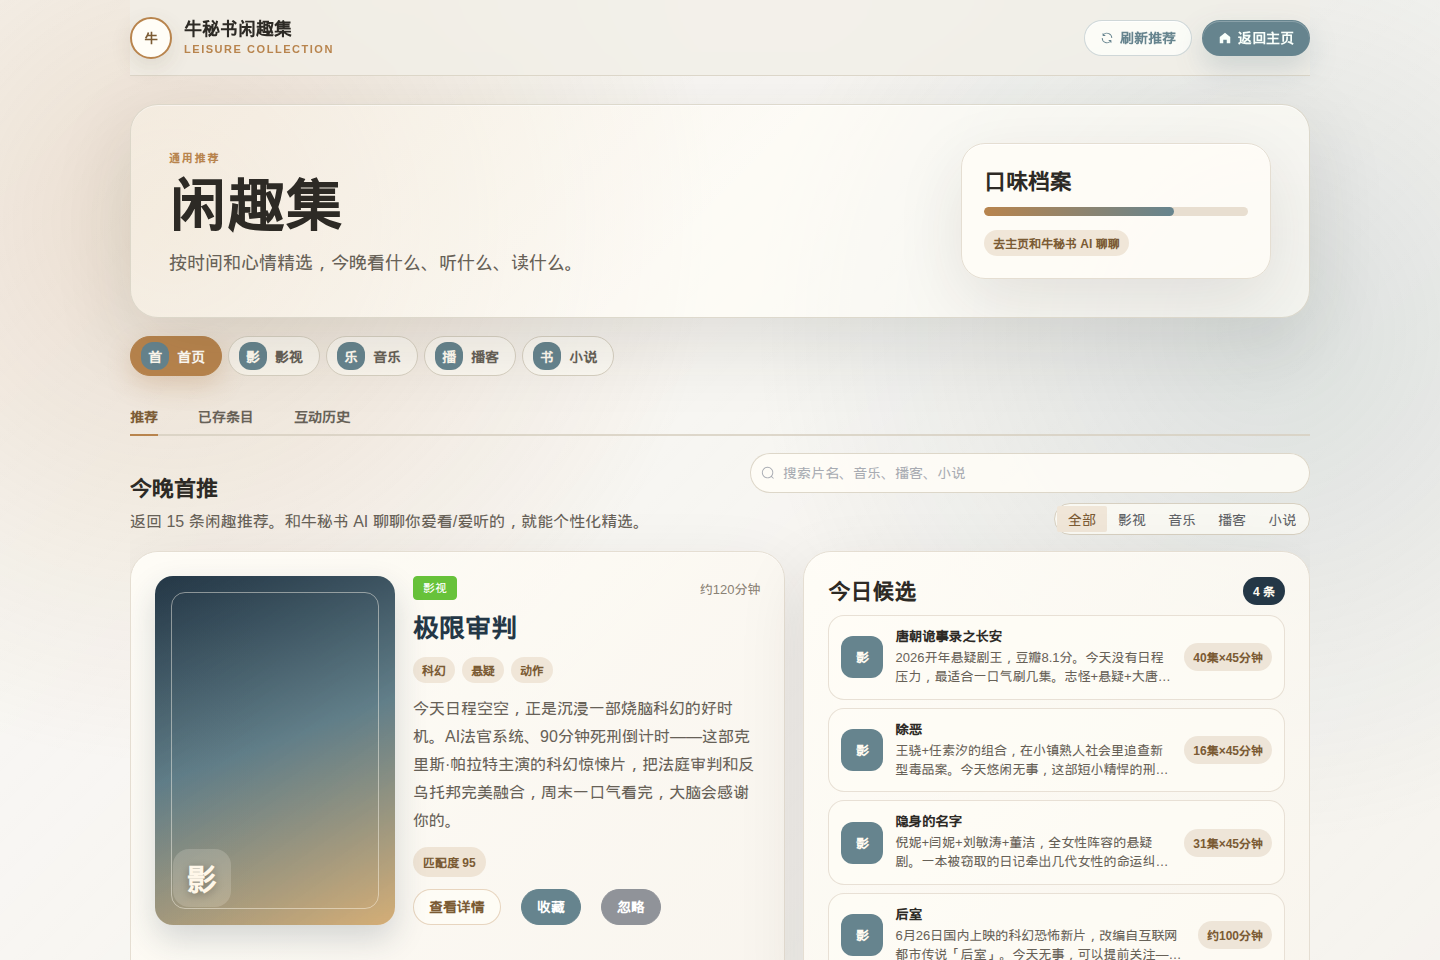 牛
牛秘书闲趣集
LEISURE COLLECTION
刷新推荐
返回主页
通用推荐
闲趣集
按时间和心情精选，今晚看什么、听什么、读什么。
口味档案
去主页和牛秘书 AI 聊聊
首 首页
影 影视
乐 音乐
播 播客
书 小说
推荐
已存条目
互动历史
今晚首推
返回 15 条闲趣推荐。和牛秘书 AI 聊聊你爱看/爱听的，就能个性化精选。
搜索片名、音乐、播客、小说
全部
影视
音乐
播客
小说
影
影视
约120分钟
极限审判
科幻
悬疑
动作
今天日程空空，正是沉漫一部烧脑科幻的好时
机。AI法官系统、90分钟死刑倒计时——这部克
里斯·帕拉特主演的科幻惊悚片，把法庭审判和反
乌托邦完美融合，周末一口气看完，大脑会感谢
你的。
匹配度 95
查看详情
收藏
忽略
今日候选
4 条
影
唐朝诡事录之长安
2026开年悬疑剧王，豆瓣8.1分。今天没有日程
压力，最适合一口气刷几集。志怪+悬疑+大唐…
40集×45分钟
影
除恶
王骁+任素汐的组合，在小镇熟人社会里追查新
型毒品案。今天悠闲无事，这部短小精悍的刑…
16集×45分钟
影
隐身的名字
倪妮+闫妮+刘敏涛+董洁，全女性阵容的悬疑
剧。一本被窃取的日记牵出几代女性的命运纠…
31集×45分钟
影
后室
6月26日国内上映的科幻恐怖新片，改编自互联网
都市传说「后室」。今天无事，可以提前关注—…
约100分钟